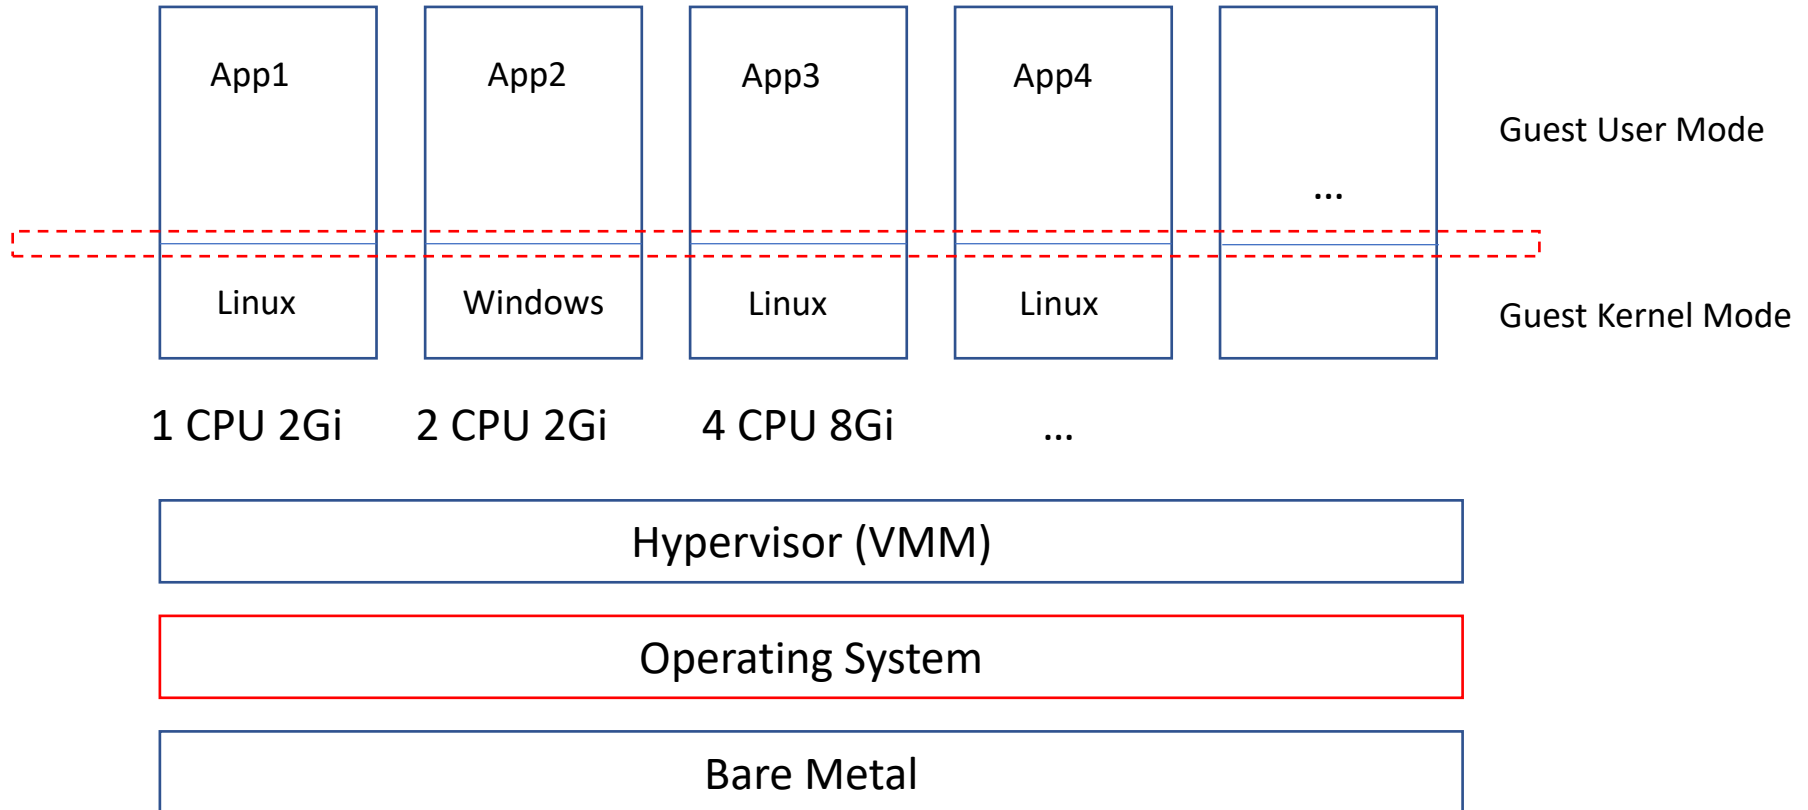 App1 App2 App3 App4
Guest User Mode
...
Linux Windows Linux Linux
Guest Kernel Mode
1 CPU 2Gi 2 CPU 2Gi 4 CPU 8Gi ...
Hypervisor (VMM)
Operating System
Bare Metal